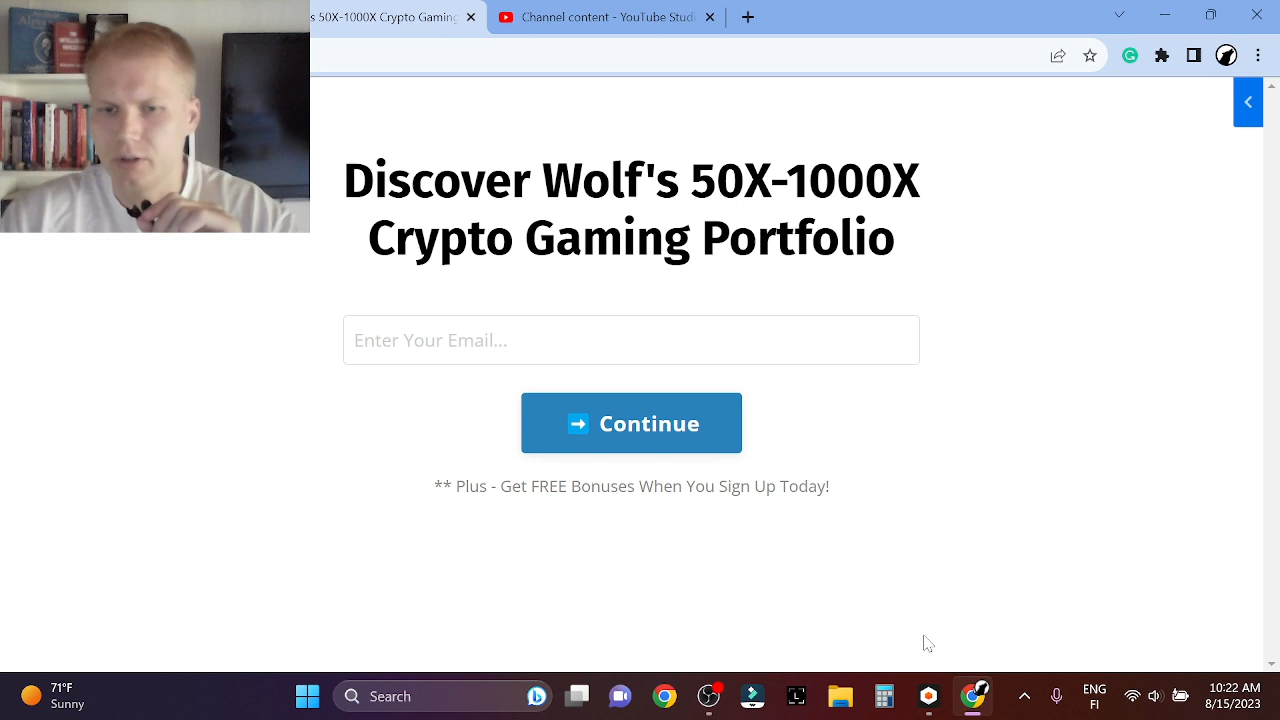 s 50X-1000X Crypto Gaming
Channel content - YouTube Studi
Discover Wolf's 50X-1000X
Crypto Gaming Portfolio
Enter Your Email...
➡ Continue
** Plus - Get FREE Bonuses When You Sign Up Today!
71°F
Sunny
Search
ENG
FI
10:22 AM
8/15/2023